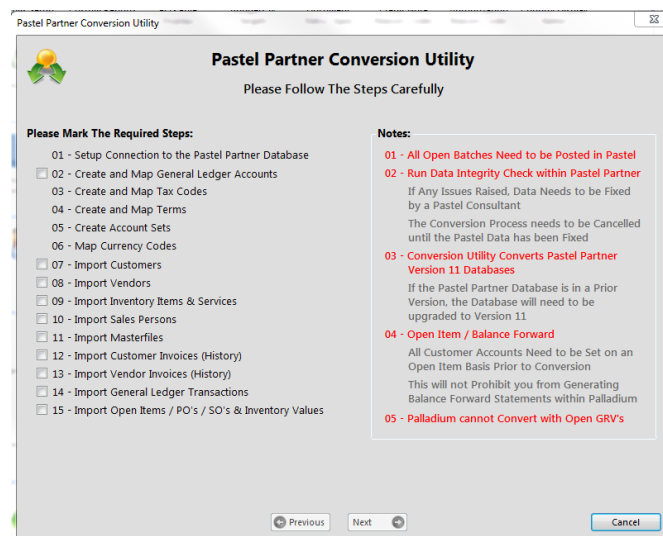 Pastel Partner Conversion Utility
Pastel Partner Conversion Utility
Please Follow The Steps Carefully
Please Mark The Required Steps:
01 - Setup Connection to the Pastel Partner Database
02 - Create and Map General Ledger Accounts
03 - Create and Map Tax Codes
04 - Create and Map Terms
05 - Create Account Sets
06 - Map Currency Codes
07 - Import Customers
08 - Import Vendors
09 - Import Inventory Items & Services
10 - Import Sales Persons
11 - Import Masterfiles
12 - Import Customer Invoices (History)
13 - Import Vendor Invoices (History)
14 - Import General Ledger Transactions
15 - Import Open Items / PO's / SO's & Inventory Values
Notes:
01 - All Open Batches Need to be Posted in Pastel
02 - Run Data Integrity Check within Pastel Partner
If Any Issues Raised, Data Needs to be Fixed
by a Pastel Consultant
The Conversion Process needs to be Cancelled
until the Pastel Data has been Fixed
03 - Conversion Utility Converts Pastel Partner
Version 11 Databases
If the Pastel Partner Database is in a Prior
Version, the Database will need to be
upgraded to Version 11
04 - Open Item / Balance Forward
All Customer Accounts Need to be Set on an
Open Item Basis Prior to Conversion
This will not Prohibit you from Generating
Balance Forward Statements within Palladium
05 - Palladium cannot Convert with Open GRV's
Previous
Next
Cancel